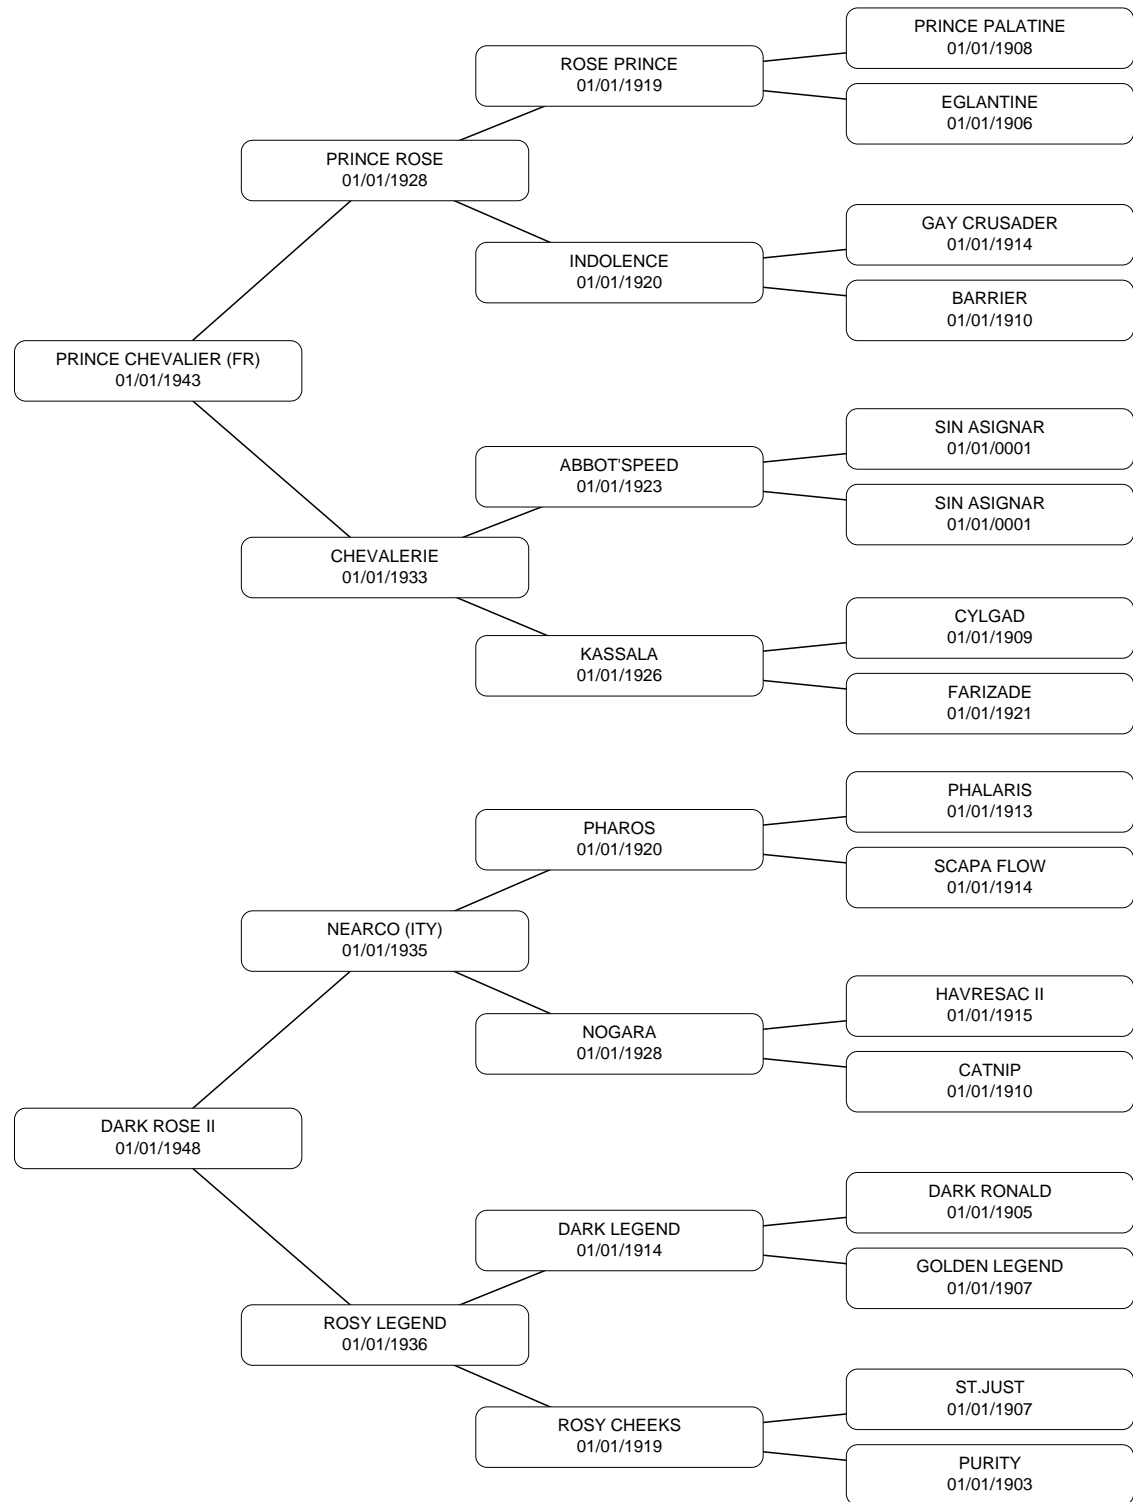 PRINCE PALATINE
01/01/1908
ROSE PRINCE
01/01/1919
EGLANTINE
01/01/1906
PRINCE ROSE
01/01/1928
GAY CRUSADER
01/01/1914
INDOLENCE
01/01/1920
BARRIER
01/01/1910
PRINCE CHEVALIER (FR)
01/01/1943
SIN ASIGNAR
01/01/0001
ABBOT'SPEED
01/01/1923
SIN ASIGNAR
01/01/0001
CHEVALERIE
01/01/1933
CYLGAD
01/01/1909
KASSALA
01/01/1926
FARIZADE
01/01/1921
PHALARIS
01/01/1913
PHAROS
01/01/1920
SCAPA FLOW
01/01/1914
NEARCO (ITY)
01/01/1935
HAVRESAC II
01/01/1915
NOGARA
01/01/1928
CATNIP
01/01/1910
DARK ROSE II
01/01/1948
DARK RONALD
01/01/1905
DARK LEGEND
01/01/1914
GOLDEN LEGEND
01/01/1907
ROSY LEGEND
01/01/1936
ST.JUST
01/01/1907
ROSY CHEEKS
01/01/1919
PURITY
01/01/1903